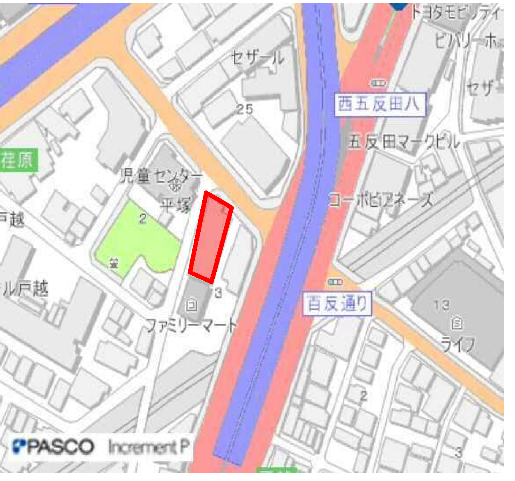 トヨタモビリティ
ビバリーホ
セザール
セザ
25
西五反田八
五反田マークビル
荏原
児童センター
平塚
コーポビアネーズ
2
戸越
ル戸越
百反通り
13
3
ファミリーマート
ライフ
2
3
PASCO Increment P